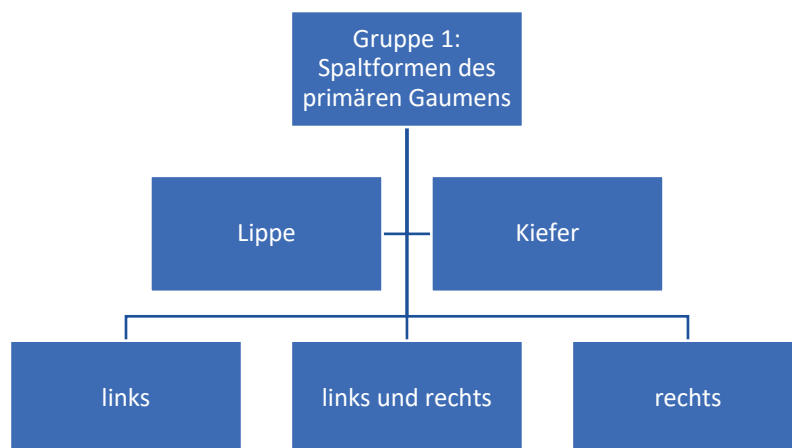 Gruppe 1:
Spaltformen des
primären Gaumens
Lippe
Kiefer
links
links und rechts
rechts